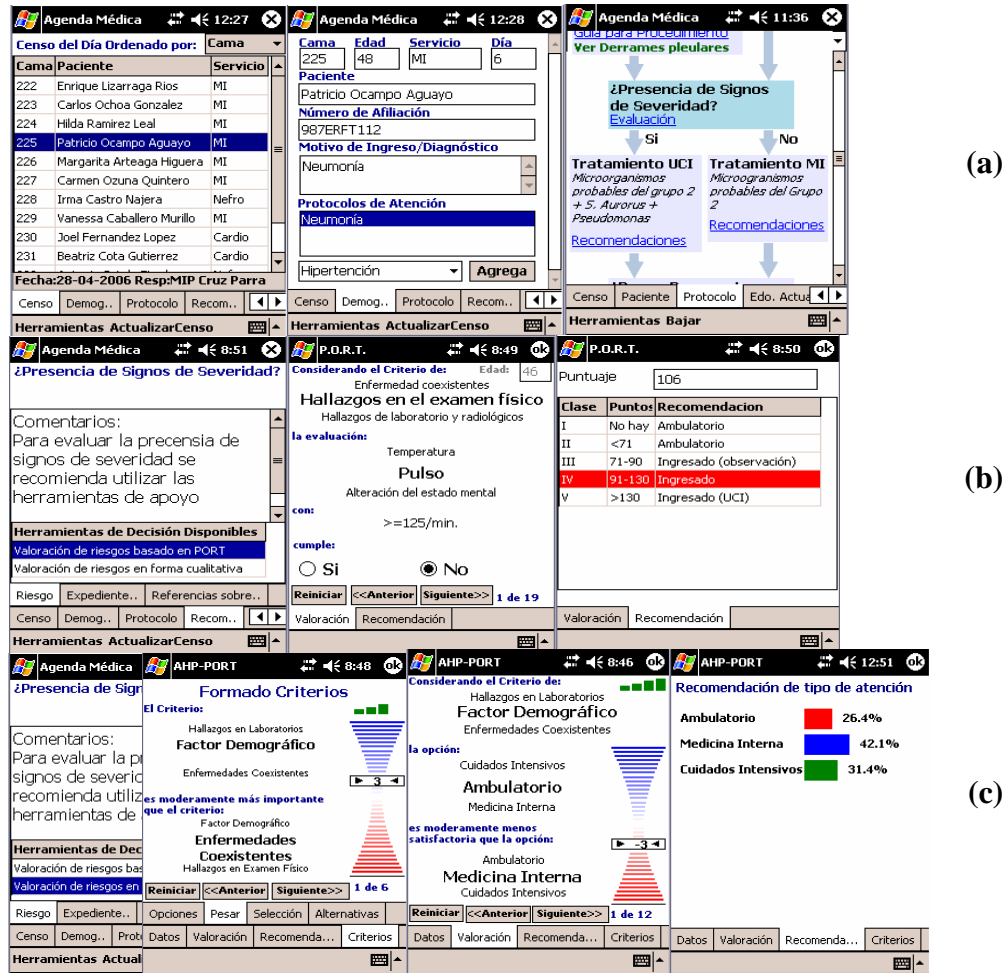 Agenda Médica 12:27
Censo del Día Ordenado por: Cama
Cama Paciente Servicio
222 Enrique Lizarraga Rios MI
223 Carlos Ochoa Gonzalez MI
224 Hilda Ramirez Leal MI
225 Patricio Ocampo Aguayo MI
226 Margarita Arteaga Higuera MI
227 Carmen Ozuna Quintero MI
228 Irma Castro Najera Nefro
229 Vanessa Caballero Murillo MI
230 Joel Fernandez Lopez Cardio
231 Beatriz Cota Gutierrez Cardio
Fecha:28-04-2006 Resp:MIP Cruz Parra
Censo Demog.. Protocolo Recom..
Herramientas ActualizarCenso
Agenda Médica 12:28
Cama Edad Servicio Día
225 48 MI 6
Paciente
Patricio Ocampo Aguayo
Número de Afiliación
987ERFT112
Motivo de Ingreso/Diagnóstico
Neumonía
Protocolos de Atención
Neumonía
Hipertención Agrega
Censo Demog.. Protocolo Recom..
Herramientas ActualizarCenso
Agenda Médica 11:36
Guía para Procedimiento
Ver Derrames pleulares
¿Presencia de Signos
de Severidad?
Evaluación
Si No
Tratamiento UCI
Microorganismos
probables del grupo 2
+ S. Aurorus +
Pseudomonas
Recomendaciones
Tratamiento MI
Microogranismos
probables del Grupo
2
Recomendaciones
Censo Paciente Protocolo Edo. Actua
Herramientas Bajar
(a)
Agenda Médica 8:51
¿Presencia de Signos de Severidad?
Comentarios:
Para evaluar la precensia de
signos de severidad se
recomienda utilizar las
herramientas de apoyo
Herramientas de Decisión Disponibles
Valoración de riesgos basado en PORT
Valoración de riesgos en forma cualitativa
Riesgo Expediente.. Referencias sobre..
Censo Demog.. Protocolo Recom..
Herramientas ActualizarCenso
P.O.R.T. 8:49 ok
Considerando el Criterio de: Edad: 46
Enfermedad coexistentes
Hallazgos en el examen físico
Hallazgos de laboratorio y radiológicos
la evaluación:
Temperatura
Pulso
Alteración del estado mental
con:
>=125/min.
cumple:
Si No
Reiniciar <<Anterior Siguiente>> 1 de 19
Valoración Recomendación
P.O.R.T. 8:50 ok
Puntuaje 106
Clase Puntos Recomendacion
I No hay Ambulatorio
II <71 Ambulatorio
III 71-90 Ingresado (observación)
IV 91-130 Ingresado
V >130 Ingresado (UCI)
Valoración Recomendación
(b)
Agenda Médica
¿Presencia de Sign
Comentarios:
Para evaluar la p
signos de severid
recomienda utiliz
herramientas de
Herramientas de Dec
Valoración de riesgos bas
Valoración de riesgos en
Riesgo Expediente..
Censo Demog.. Prot
Herramientas Actual
AHP-PORT 8:48 ok
Formado Criterios
El Criterio:
Hallazgos en Laboratorios
Factor Demográfico
Enfermedades Coexistentes
3
es moderamente más importante
que el criterio:
Factor Demográfico
Enfermedades
Coexistentes
Hallazgos en Examen Físico
Reiniciar <<Anterior Siguiente>> 1 de 6
Opciones Pesar Selección Alternativas
Datos Valoración Recomenda... Criterios
AHP-PORT 8:46 ok
Considerando el Criterio de:
Hallazgos en Laboratorios
Factor Demográfico
Enfermedades Coexistentes
la opción:
Cuidados Intensivos
Ambulatorio
Medicina Interna
es moderamente menos
satisfactoria que la opción:
-3
Ambulatorio
Medicina Interna
Cuidados Intensivos
Reiniciar <<Anterior Siguiente>> 1 de 12
Datos Valoración Recomenda... Criterios
AHP-PORT 12:51 ok
Recomendación de tipo de atención
Ambulatorio 26.4%
Medicina Interna 42.1%
Cuidados Intensivos 31.4%
Datos Valoración Recomenda... Criterios
(c)